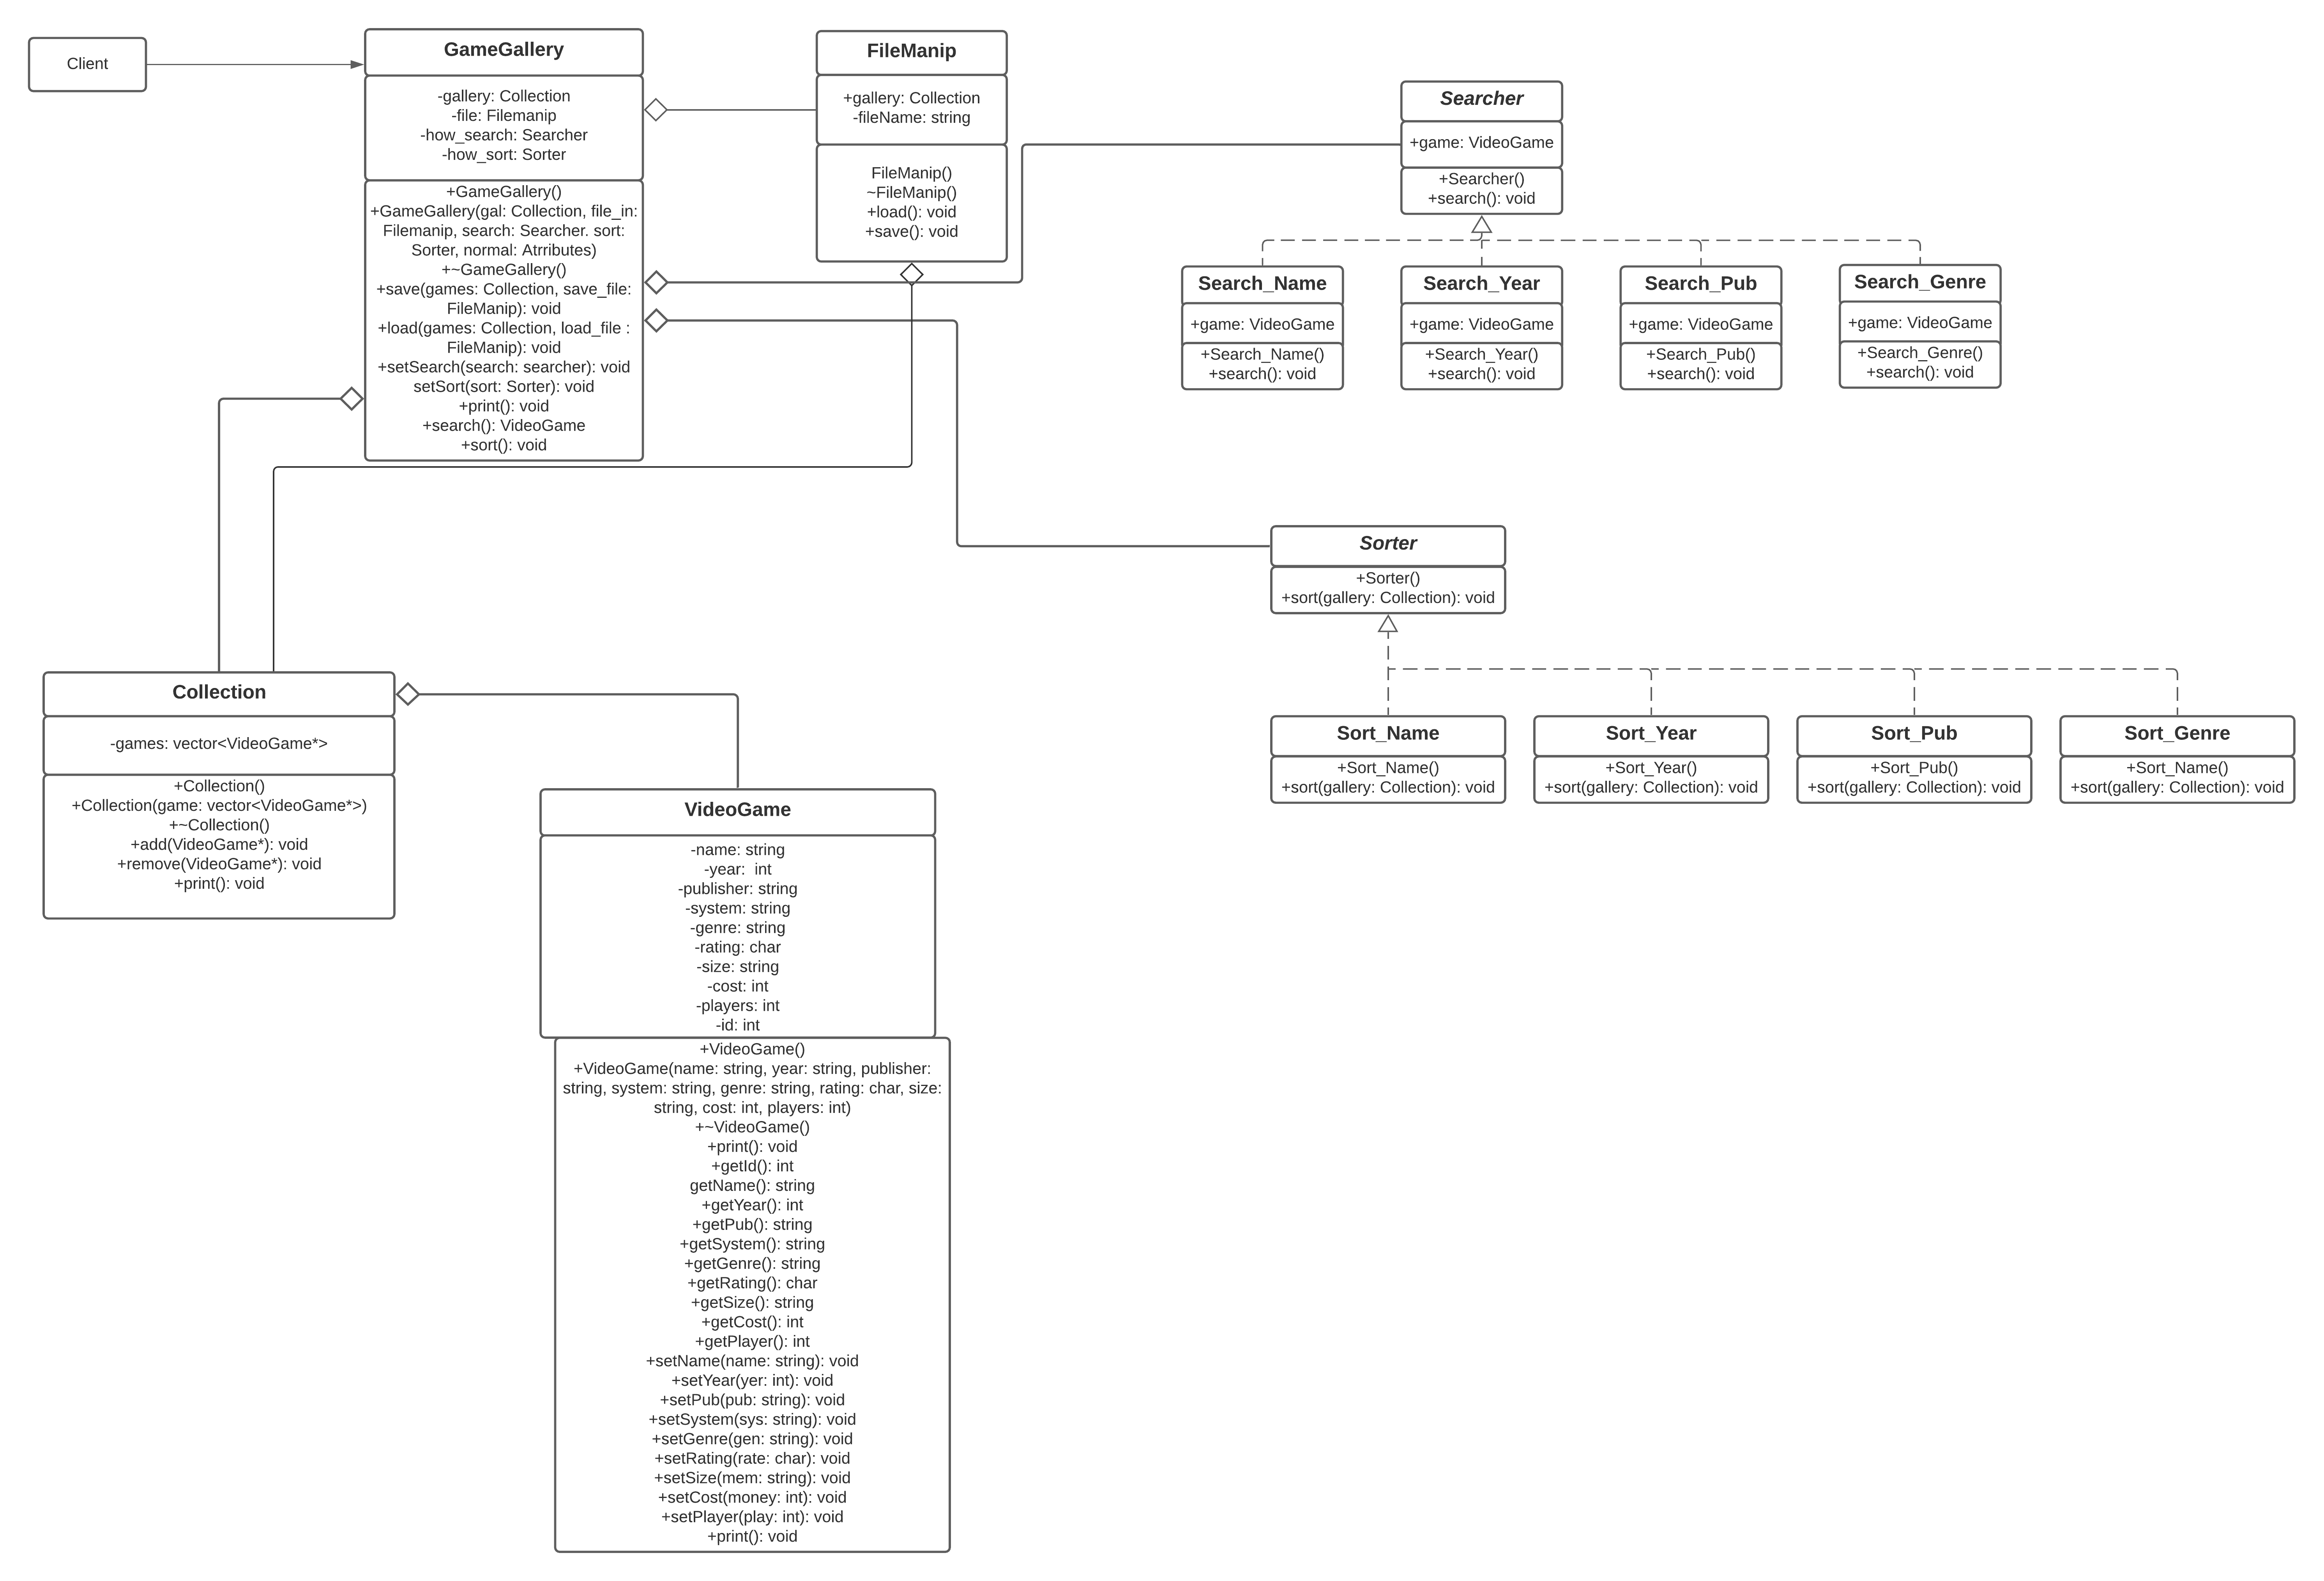 Client
GameGallery
-gallery: Collection
-file: Filemanip
-how_search: Searcher
-how_sort: Sorter
+GameGallery()
+GameGallery(gal: Collection, file_in:
Filemanip, search: Searcher. sort:
Sorter, normal: Atrributes)
+~GameGallery()
+save(games: Collection, save_file:
FileManip): void
+load(games: Collection, load_file :
FileManip): void
+setSearch(search: searcher): void
setSort(sort: Sorter): void
+print(): void
+search(): VideoGame
+sort(): void
FileManip
+gallery: Collection
-fileName: string
FileManip()
~FileManip()
+load(): void
+save(): void
Searcher
+game: VideoGame
+Searcher()
+search(): void
Search_Name
+game: VideoGame
+Search_Name()
+search(): void
Search_Year
+game: VideoGame
+Search_Year()
+search(): void
Search_Pub
+game: VideoGame
+Search_Pub()
+search(): void
Search_Genre
+game: VideoGame
+Search_Genre()
+search(): void
Sorter
+Sorter()
+sort(gallery: Collection): void
Sort_Name
+Sort_Name()
+sort(gallery: Collection): void
Sort_Year
+Sort_Year()
+sort(gallery: Collection): void
Sort_Pub
+Sort_Pub()
+sort(gallery: Collection): void
Sort_Genre
+Sort_Name()
+sort(gallery: Collection): void
Collection
-games: vector<VideoGame*>
+Collection()
+Collection(game: vector<VideoGame*>)
+~Collection()
+add(VideoGame*): void
+remove(VideoGame*): void
+print(): void
VideoGame
-name: string
-year:  int
-publisher: string
-system: string
-genre: string
-rating: char
-size: string
-cost: int
-players: int
-id: int
+VideoGame()
+VideoGame(name: string, year: string, publisher:
string, system: string, genre: string, rating: char, size:
string, cost: int, players: int)
+~VideoGame()
+print(): void
+getId(): int
getName(): string
+getYear(): int
+getPub(): string
+getSystem(): string
+getGenre(): string
+getRating(): char
+getSize(): string
+getCost(): int
+getPlayer(): int
+setName(name: string): void
+setYear(yer: int): void
+setPub(pub: string): void
+setSystem(sys: string): void
+setGenre(gen: string): void
+setRating(rate: char): void
+setSize(mem: string): void
+setCost(money: int): void
+setPlayer(play: int): void
+print(): void